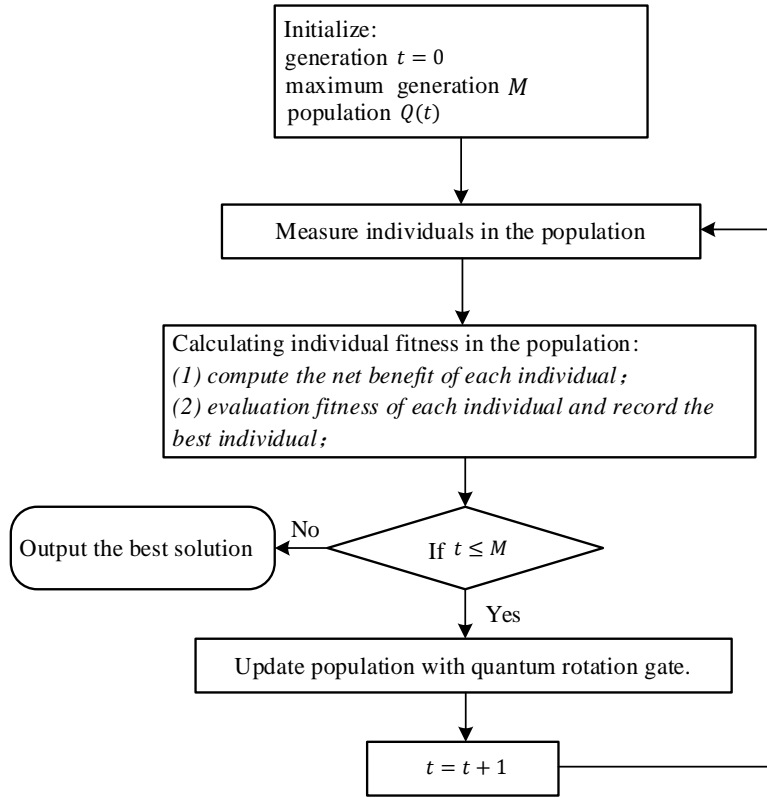 Initialize:
generation t = 0
maximum generation M
population Q(t)
Measure individuals in the population
Calculating individual fitness in the population:
(1) compute the net benefit of each individual；
(2) evaluation fitness of each individual and record the
best individual；
No
Output the best solution
If t ≤ M
Yes
Update population with quantum rotation gate.
t = t + 1